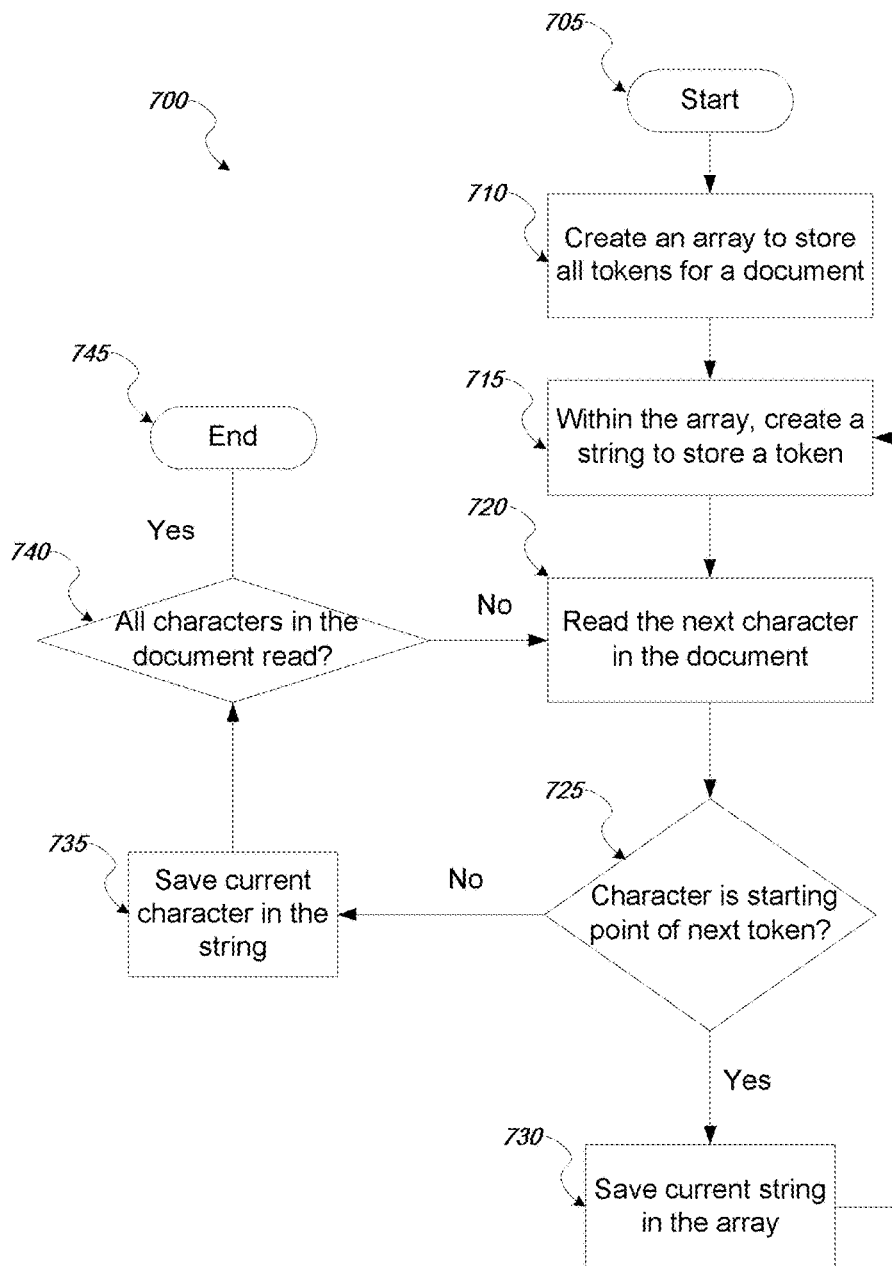 705
Start
700
710
Create an array to store
all tokens for a document
745
End
715
Within the array, create a
string to store a token
Yes
720
740
All characters in the
document read?
No
Read the next character
in the document
725
735
Save current
character in the
string
No
Character is starting
point of next token?
Yes
730
Save current string
in the array